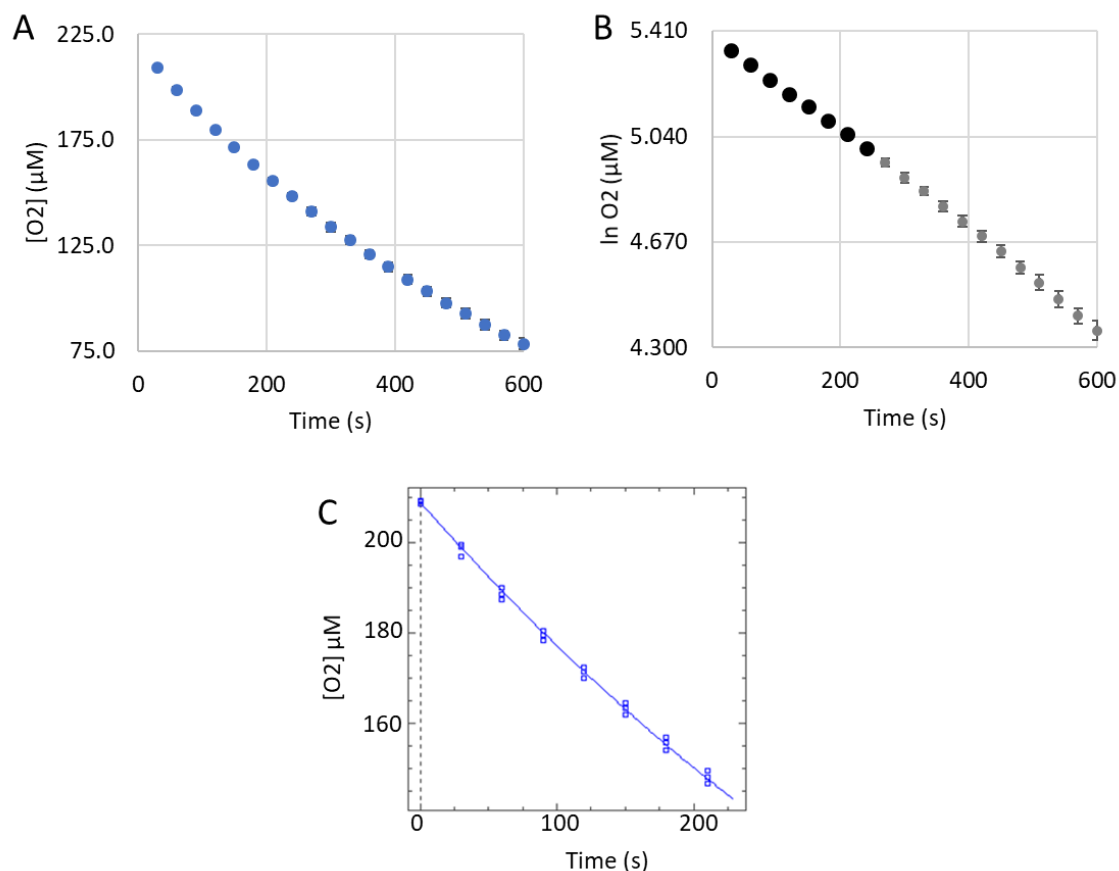 A
225.0
175.0
125.0
75.0
[O2] (µM)
0 200 400 600
Time (s)
B
5.410
5.040
4.670
4.300
ln O2 (µM)
0 200 400 600
Time (s)
C
200
180
160
[O2] µM
0 100 200
Time (s)